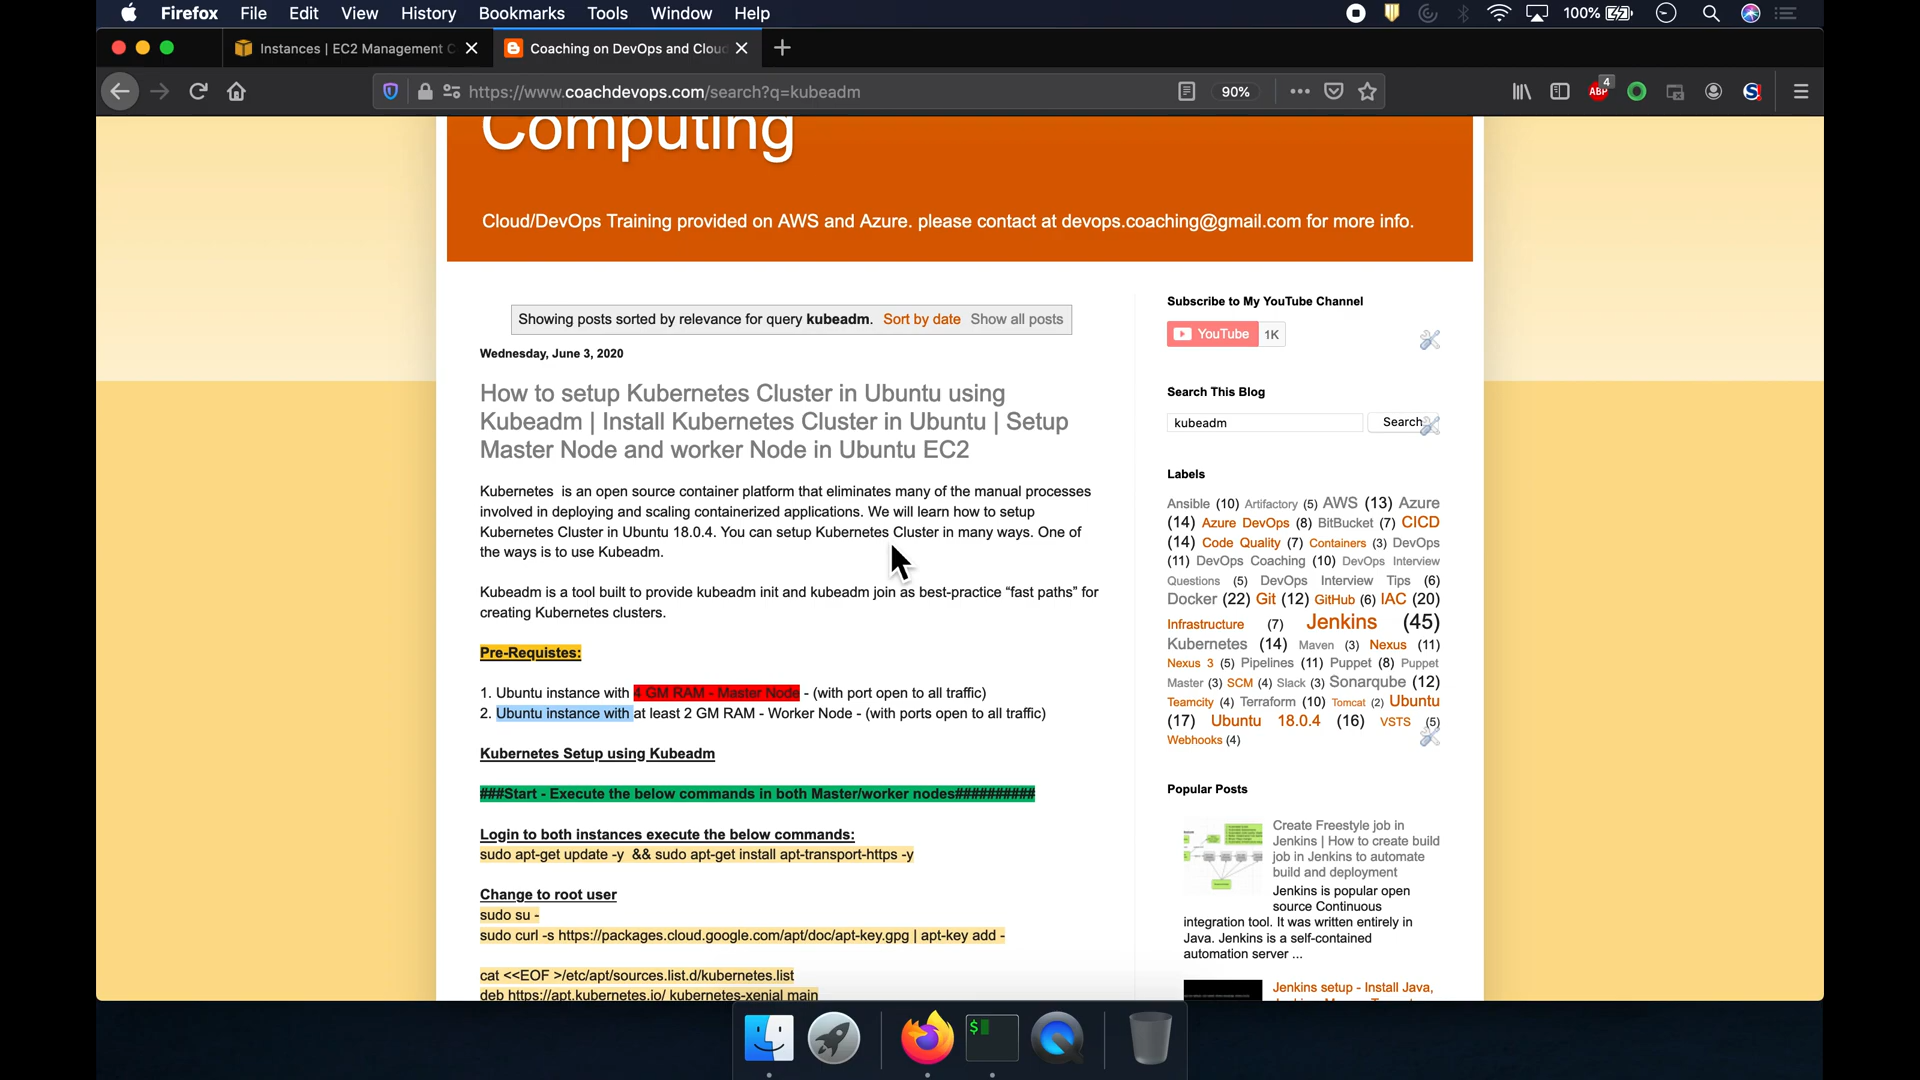 Firefox File Edit View History Bookmarks Tools Window Help
100%
Instances | EC2 Management C
Coaching on DevOps and Cloud
https://www.coachdevops.com/search?q=kubeadm
90%
ABP
4
Computing
Cloud/DevOps Training provided on AWS and Azure. please contact at devops.coaching@gmail.com for more info.
Showing posts sorted by relevance for query kubeadm. Sort by date Show all posts
Wednesday, June 3, 2020
How to setup Kubernetes Cluster in Ubuntu using
Kubeadm | Install Kubernetes Cluster in Ubuntu | Setup
Master Node and worker Node in Ubuntu EC2
Kubernetes is an open source container platform that eliminates many of the manual processes
involved in deploying and scaling containerized applications. We will learn how to setup
Kubernetes Cluster in Ubuntu 18.0.4. You can setup Kubernetes Cluster in many ways. One of
the ways is to use Kubeadm.
Kubeadm is a tool built to provide kubeadm init and kubeadm join as best-practice “fast paths” for
creating Kubernetes clusters.
Pre-Requistes:
1. Ubuntu instance with 4 GM RAM - Master Node - (with port open to all traffic)
2. Ubuntu instance with at least 2 GM RAM - Worker Node - (with ports open to all traffic)
Kubernetes Setup using Kubeadm
###Start - Execute the below commands in both Master/worker nodes##########
Login to both instances execute the below commands:
sudo apt-get update -y && sudo apt-get install apt-transport-https -y
Change to root user
sudo su -
sudo curl -s https://packages.cloud.google.com/apt/doc/apt-key.gpg | apt-key add -
cat <<EOF >/etc/apt/sources.list.d/kubernetes.list
deb https://apt.kubernetes.io/ kubernetes-xenial main
Subscribe to My YouTube Channel
YouTube 1K
Search This Blog
kubeadm Search
Labels
Ansible (10) Artifactory (5) AWS (13) Azure
(14) Azure DevOps (8) BitBucket (7) CICD
(14) Code Quality (7) Containers (3) DevOps
(11) DevOps Coaching (10) DevOps Interview
Questions (5) DevOps Interview Tips (6)
Docker (22) Git (12) GitHub (6) IAC (20)
Infrastructure (7) Jenkins (45)
Kubernetes (14) Maven (3) Nexus (11)
Nexus 3 (5) Pipelines (11) Puppet (8) Puppet
Master (3) SCM (4) Slack (3) Sonarqube (12)
Teamcity (4) Terraform (10) Tomcat (2) Ubuntu
(17) Ubuntu 18.0.4 (16) VSTS (5)
Webhooks (4)
Popular Posts
Create Freestyle job in
Jenkins | How to create build
job in Jenkins to automate
build and deployment
Jenkins is popular open
source Continuous
integration tool. It was written entirely in
Java. Jenkins is a self-contained
automation server ...
Jenkins setup - Install Java,
$